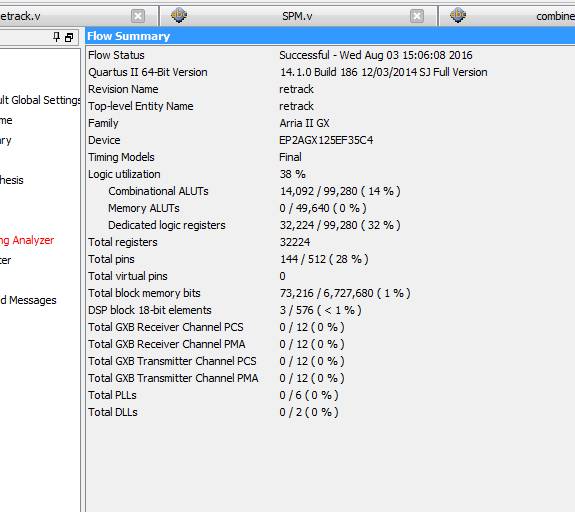 etrack.v
SPM.v
combine
Flow Summary
Flow Status Successful - Wed Aug 03 15:06:08 2016
Quartus II 64-Bit Version 14.1.0 Build 186 12/03/2014 SJ Full Version
ult Global Settings
Revision Name retrack
Top-level Entity Name retrack
me
Family Arria II GX
ry
Device EP2AGX125EF35C4
Timing Models Final
Logic utilization 38 %
hesis
Combinational ALUTs 14,092 / 99,280 ( 14 % )
Memory ALUTs 0 / 49,640 ( 0 % )
Dedicated logic registers 32,224 / 99,280 ( 32 % )
ng Analyzer
Total registers 32224
ter
Total pins 144 / 512 ( 28 % )
Total virtual pins 0
Total block memory bits 73,216 / 6,727,680 ( 1 % )
d Messages
DSP block 18-bit elements 3 / 576 ( < 1 % )
Total GXB Receiver Channel PCS 0 / 12 ( 0 % )
Total GXB Receiver Channel PMA 0 / 12 ( 0 % )
Total GXB Transmitter Channel PCS 0 / 12 ( 0 % )
Total GXB Transmitter Channel PMA 0 / 12 ( 0 % )
Total PLLs 0 / 6 ( 0 % )
Total DLLs 0 / 2 ( 0 % )